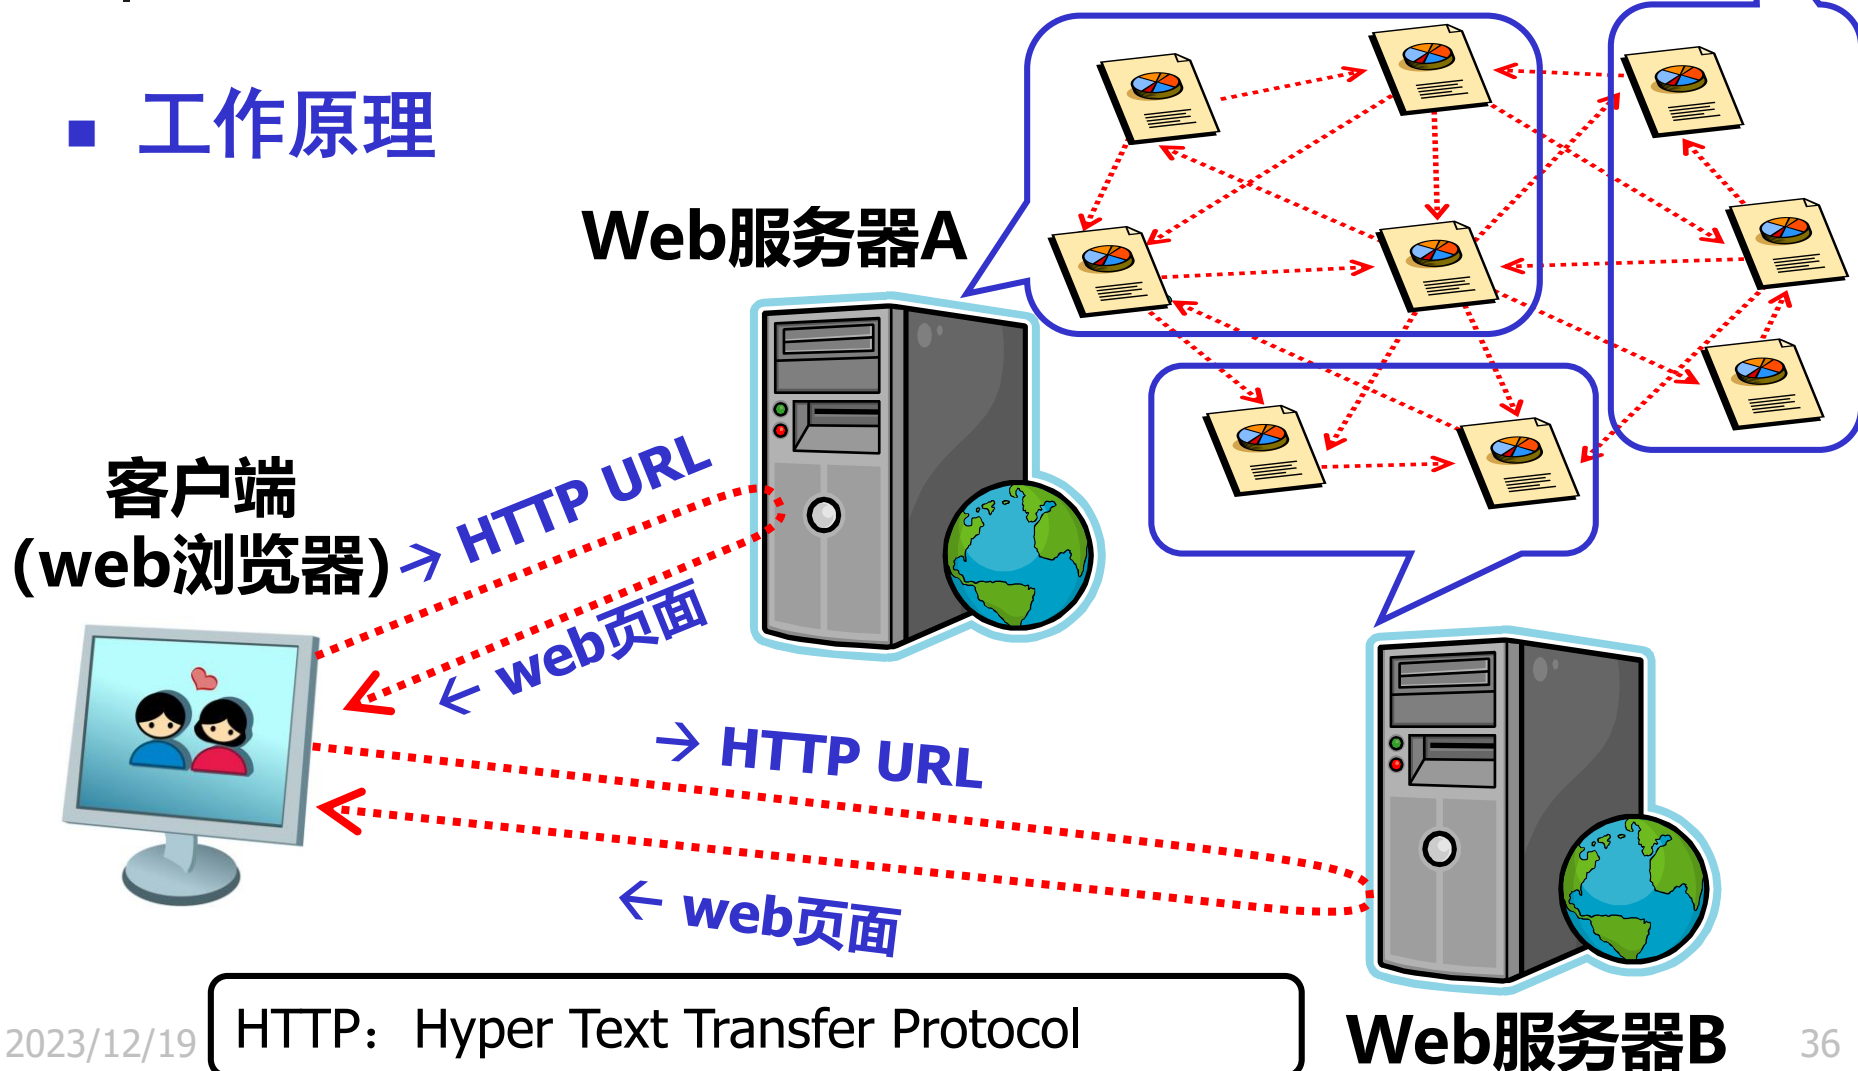 工作原理
Web服务器A
客户端
(web浏览器)
→ HTTP URL
← web页面
→ HTTP URL
← web页面
HTTP：Hyper Text Transfer Protocol
Web服务器B
2023/12/19
36